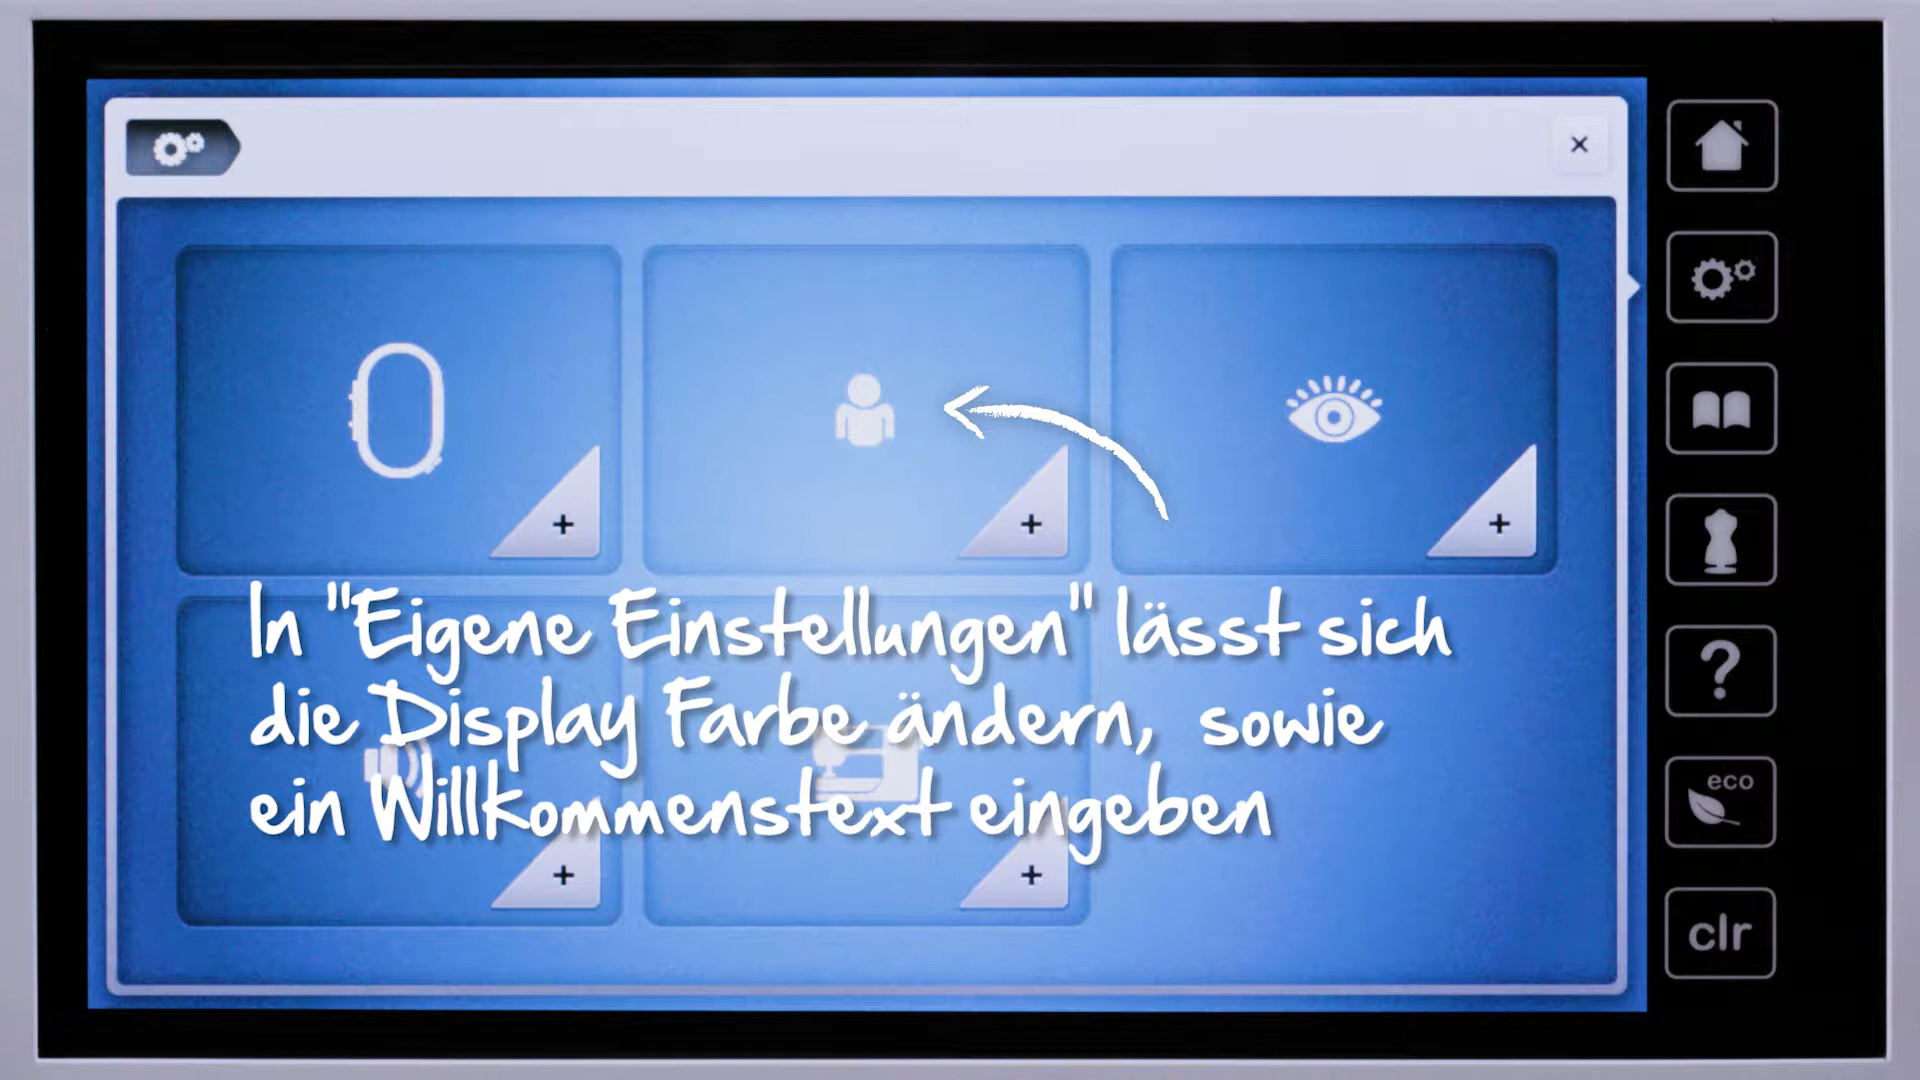 In "Eigene Einstellungen" lässt sich
die Display Farbe ändern, sowie
ein Willkommenstext eingeben
+
+
+
+
+
×
?
eco
clr